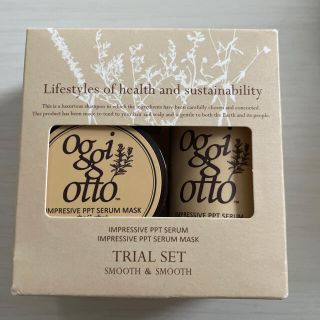 Lifestyles of health and sustainability
This is a luxurious shampoo in which the ingredients have been carefully chosen and concocted.
This product has been made to tend to your hair and scalp and is gentle to both the Earth and its people.
oggi
otto
IMPRESSIVE PPT SERUM MASK
oggi
otto
IMPRESSIVE PPT SERUM
IMPRESSIVE PPT SERUM
IMPRESSIVE PPT SERUM MASK
TRIAL SET
SMOOTH & SMOOTH